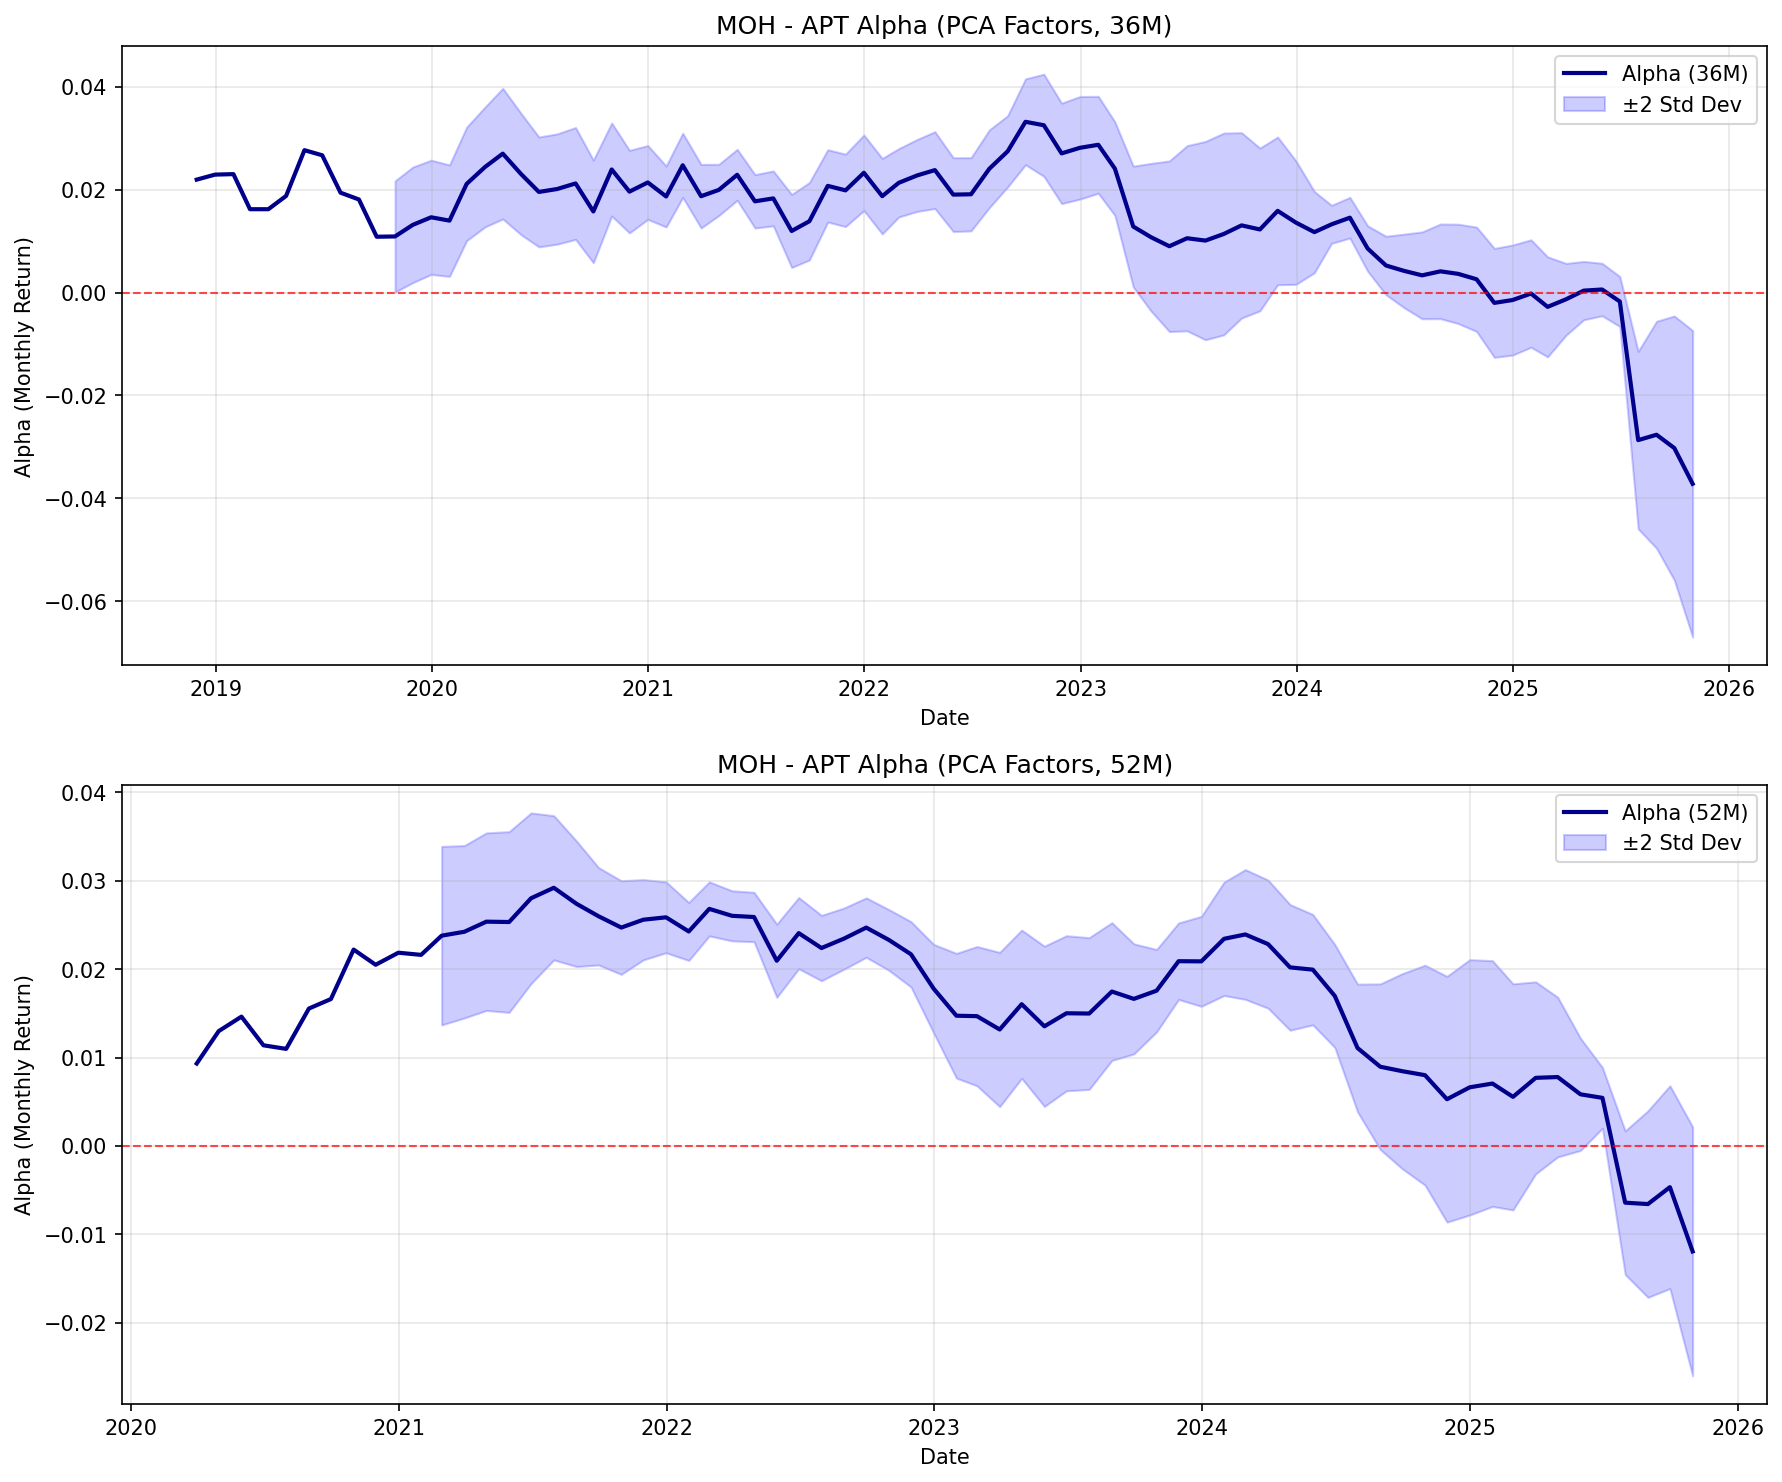 MOH - APT Alpha (PCA Factors, 36M)
Alpha (36M)
±2 Std Dev
Alpha (Monthly Return)
0.04
0.02
0.00
−0.02
−0.04
−0.06
2019 2020 2021 2022 2023 2024 2025 2026
Date
MOH - APT Alpha (PCA Factors, 52M)
Alpha (52M)
±2 Std Dev
Alpha (Monthly Return)
0.04
0.03
0.02
0.01
0.00
−0.01
−0.02
2020 2021 2022 2023 2024 2025 2026
Date